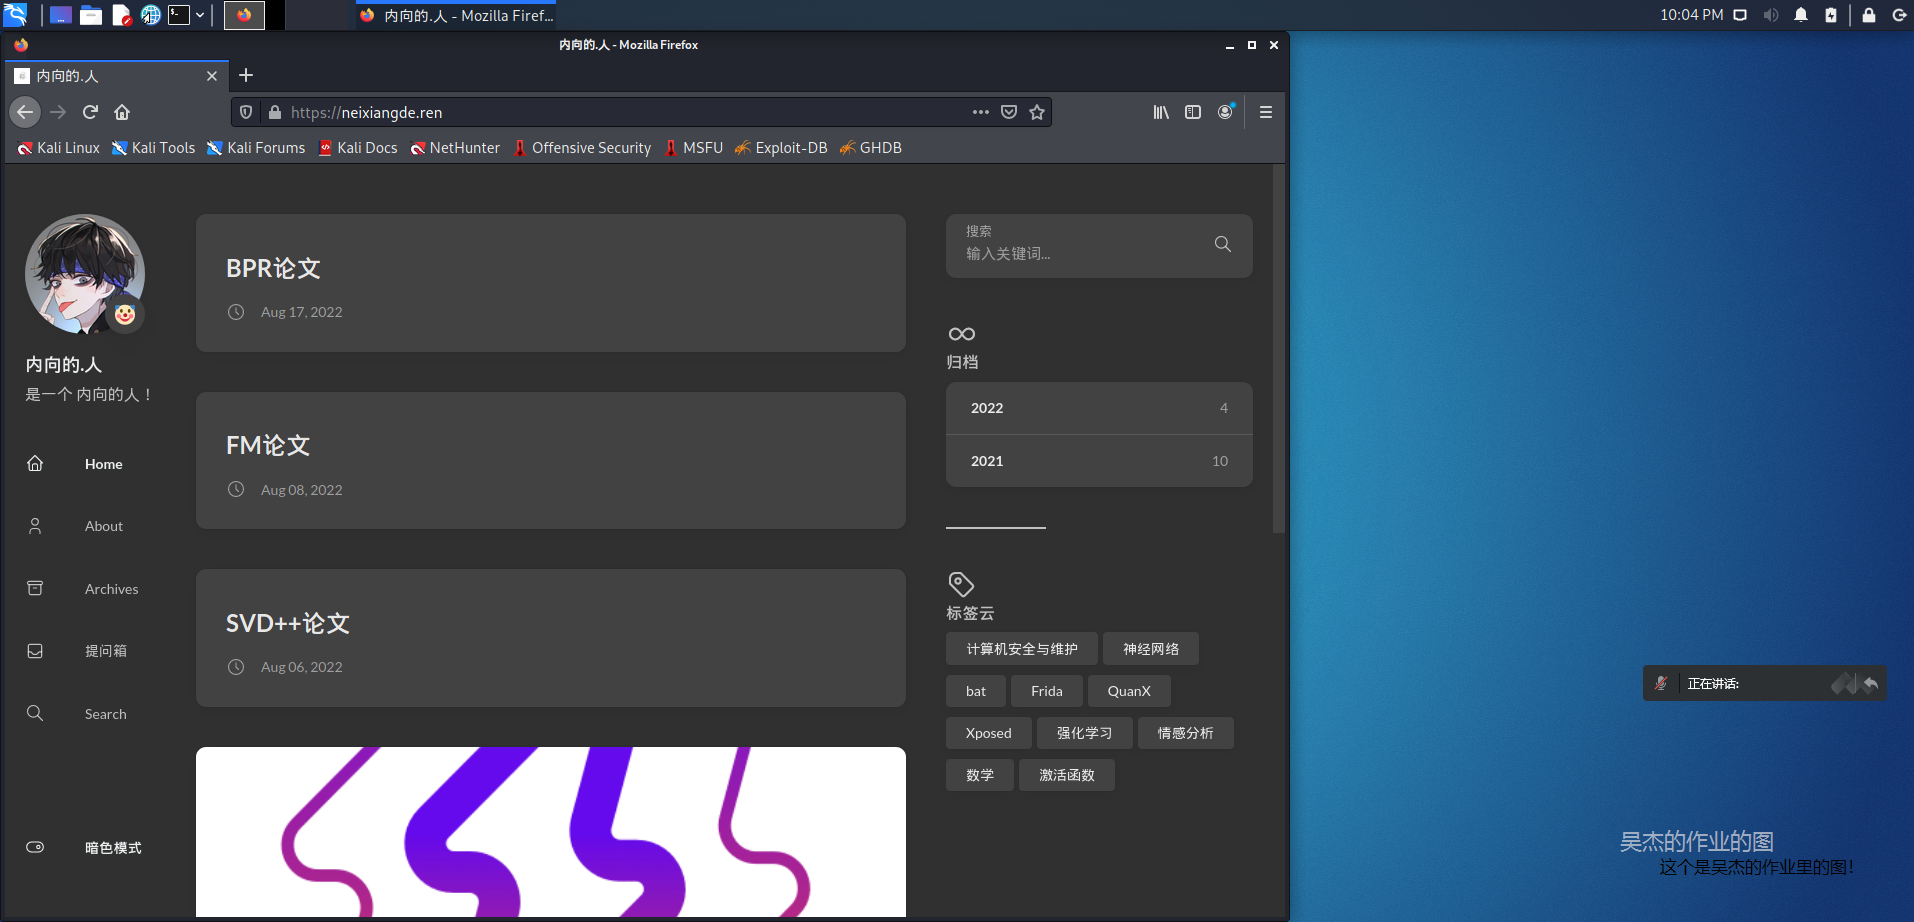 内向的.人 - Mozilla Firef...
10:04 PM
内向的.人 - Mozilla Firefox
内向的.人
https://neixiangde.ren
Kali Linux
Kali Tools
Kali Forums
Kali Docs
NetHunter
Offensive Security
MSFU
Exploit-DB
GHDB
内向的.人
是一个 内向的人！
Home
About
Archives
提问箱
Search
暗色模式
BPR论文
Aug 17, 2022
FM论文
Aug 08, 2022
SVD++论文
Aug 06, 2022
搜索
输入关键词...
归档
2022 4
2021 10
标签云
计算机安全与维护 神经网络
bat Frida QuanX
Xposed 强化学习 情感分析
数学 激活函数
正在讲话:
吴杰的作业的图
这个是吴杰的作业里的图!